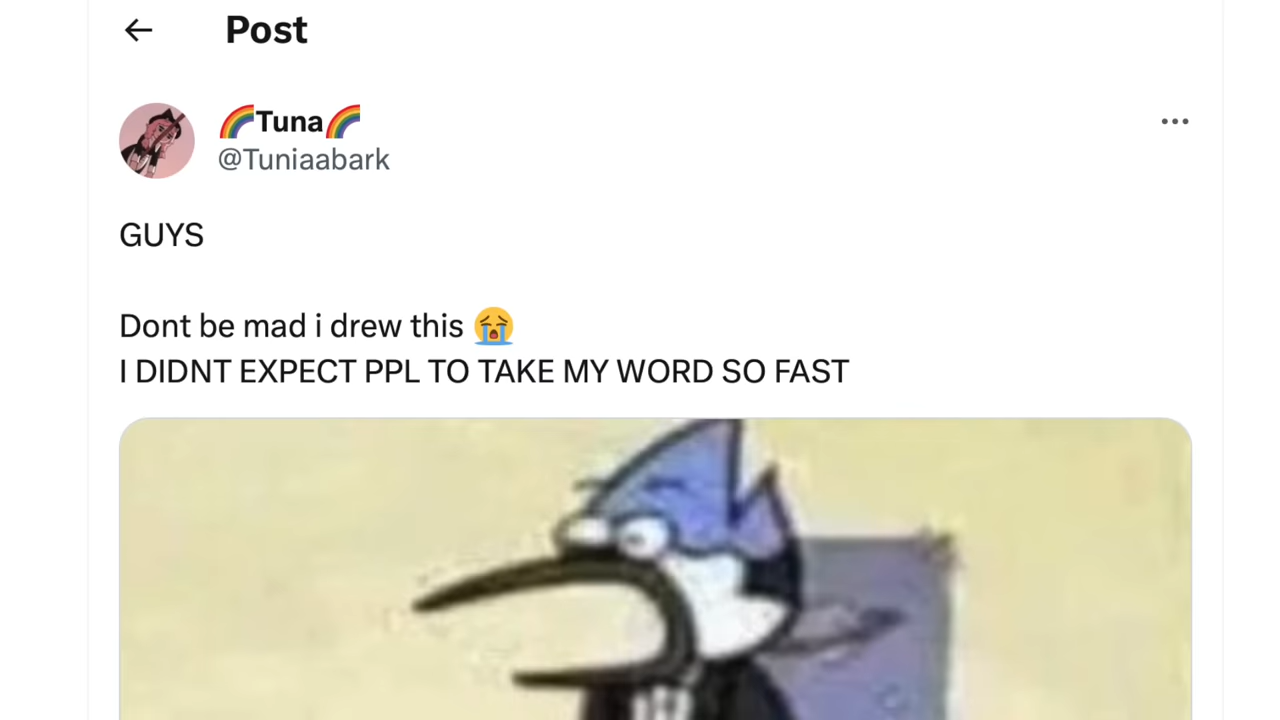 Post
🌈Tuna🌈
@Tuniaabark
GUYS
Dont be mad i drew this 😭
I DIDNT EXPECT PPL TO TAKE MY WORD SO FAST